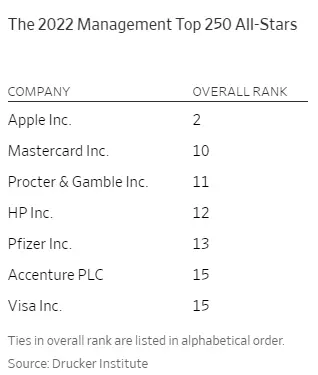 The 2022 Management Top 250 All-Stars
COMPANY OVERALL RANK
Apple Inc. 2
Mastercard Inc. 10
Procter & Gamble Inc. 11
HP Inc. 12
Pfizer Inc. 13
Accenture PLC 15
Visa Inc. 15
Ties in overall rank are listed in alphabetical order.
Source: Drucker Institute